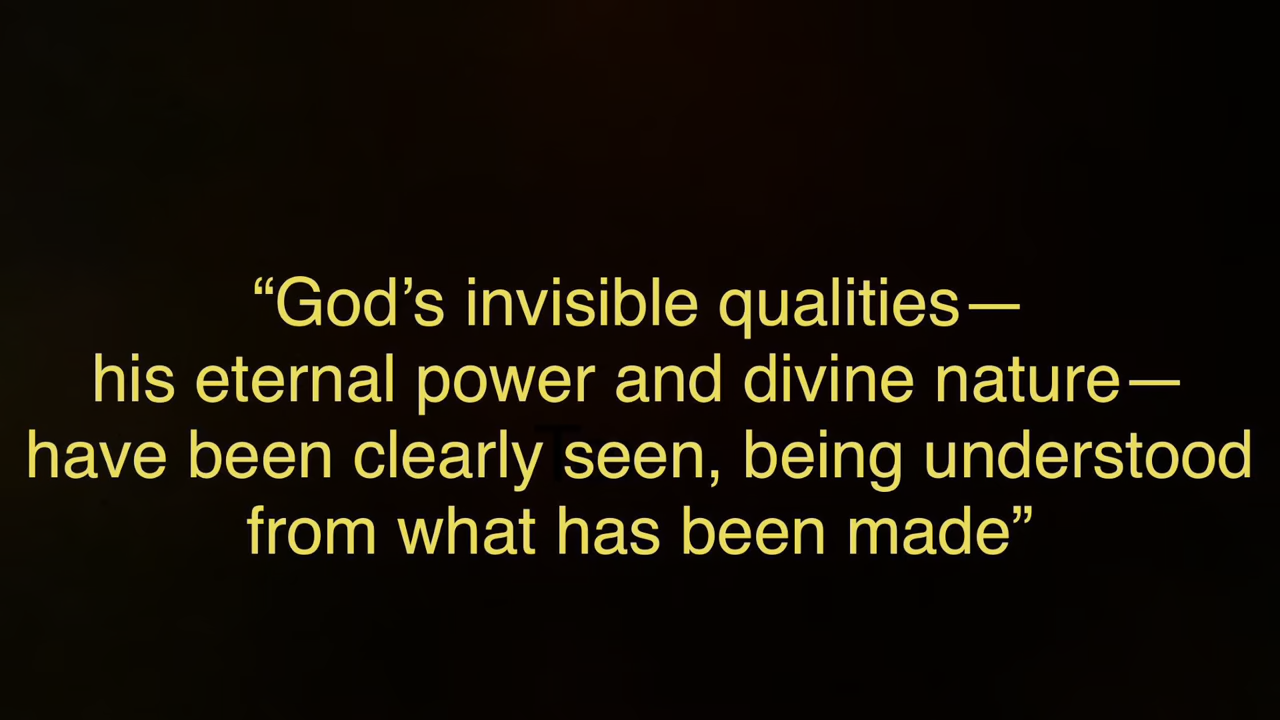 “God’s invisible qualities—
his eternal power and divine nature—
have been clearly seen, being understood
from what has been made”